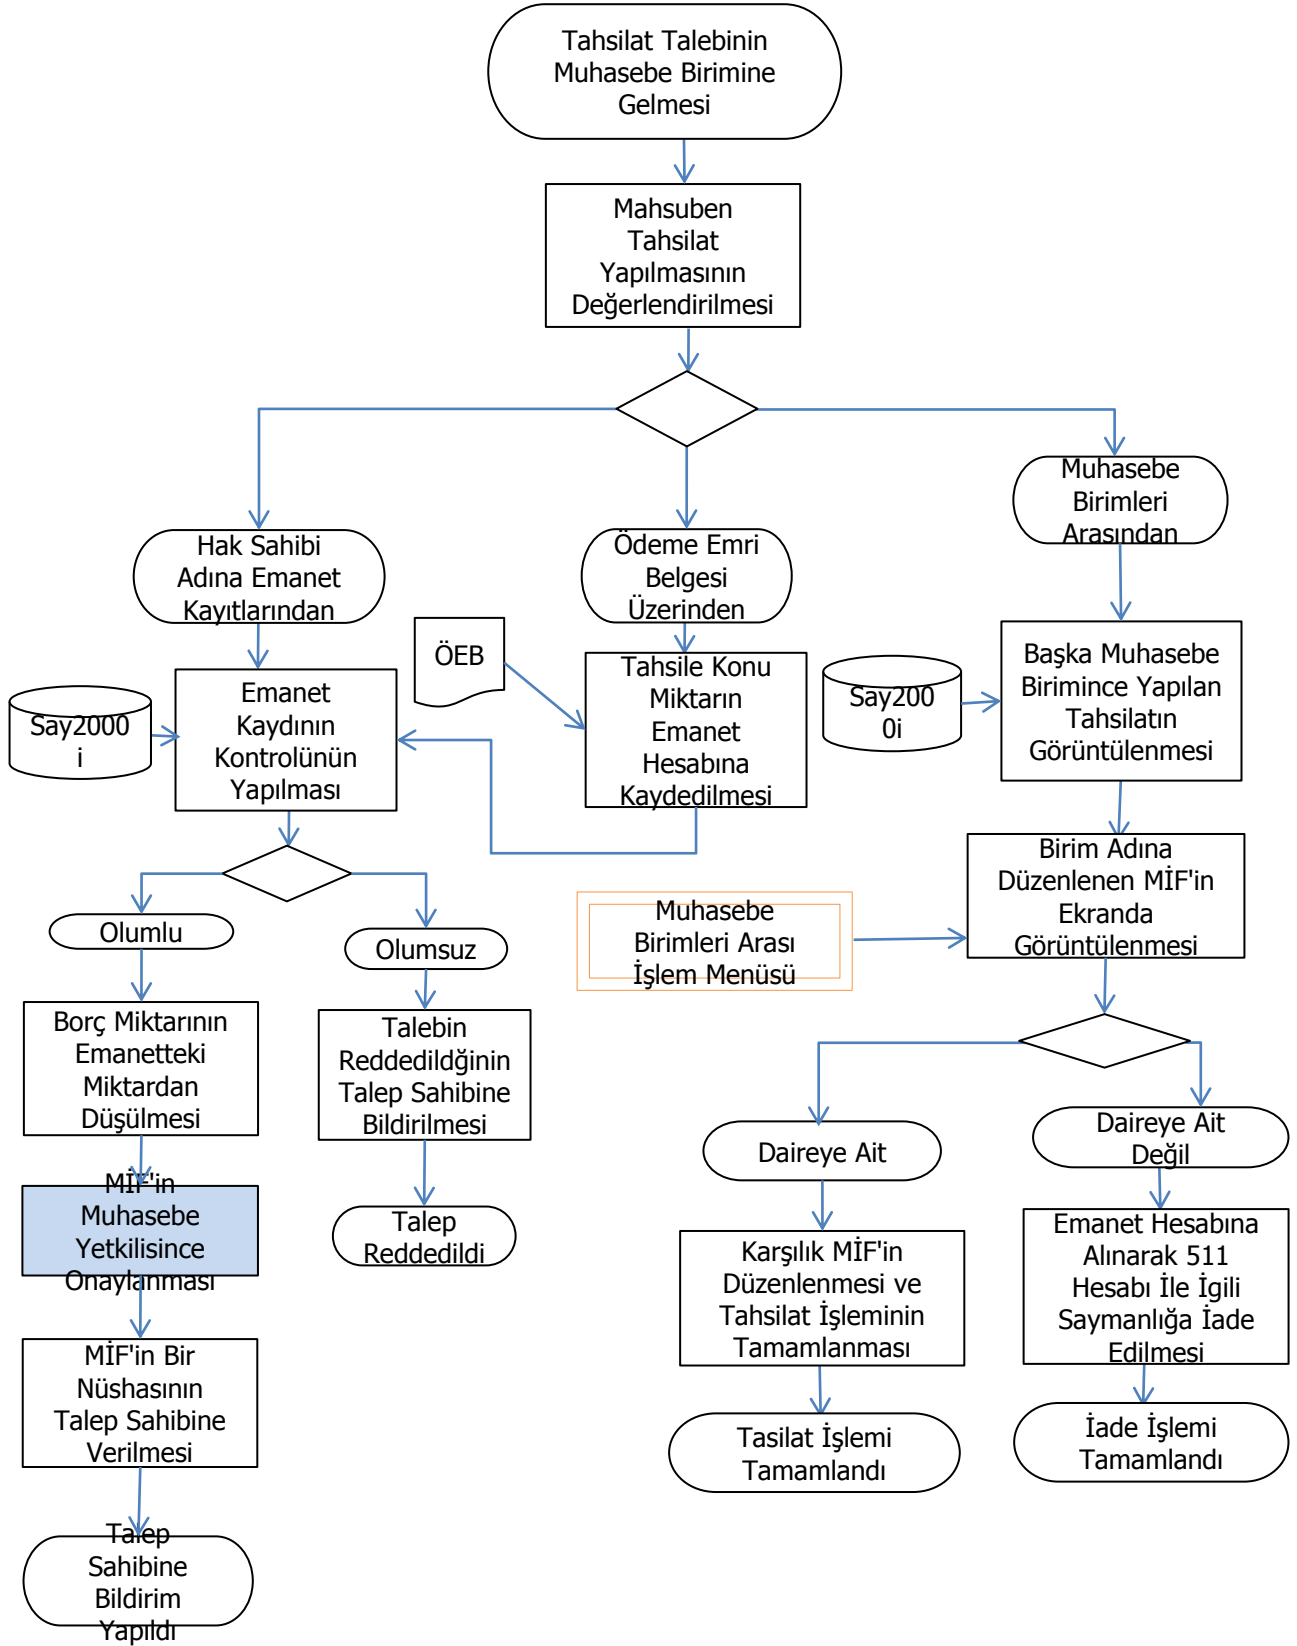 Tahsilat Talebinin
Muhasebe Birimine
Gelmesi
Mahsuben
Tahsilat
Yapılmasının
Değerlendirilmesi
Hak Sahibi
Adına Emanet
Kayıtlarından
Ödeme Emri
Belgesi
Üzerinden
Muhasebe
Birimleri
Arasından
Say2000
i
Emanet
Kaydının
Kontrolünün
Yapılması
ÖEB
Tahsile Konu
Miktarın
Emanet
Hesabına
Kaydedilmesi
Say200
0i
Başka Muhasebe
Birimince Yapılan
Tahsilatın
Görüntülenmesi
Olumlu
Olumsuz
Muhasebe
Birimleri Arası
İşlem Menüsü
Birim Adına
Düzenlenen MİF'in
Ekranda
Görüntülenmesi
Borç Miktarının
Emanetteki
Miktardan
Düşülmesi
Talebin
Reddedildğinin
Talep Sahibine
Bildirilmesi
Daireye Ait
Daireye Ait
Değil
MİF'in
Muhasebe
Yetkilisince
Onaylanması
Talep
Reddedildi
Karşılık MİF'in
Düzenlenmesi ve
Tahsilat İşleminin
Tamamlanması
Emanet Hesabına
Alınarak 511
Hesabı İle İgili
Saymanlığa İade
Edilmesi
MİF'in Bir
Nüshasının
Talep Sahibine
Verilmesi
Tasilat İşlemi
Tamamlandı
İade İşlemi
Tamamlandı
Talep
Sahibine
Bildirim
Yapıldı